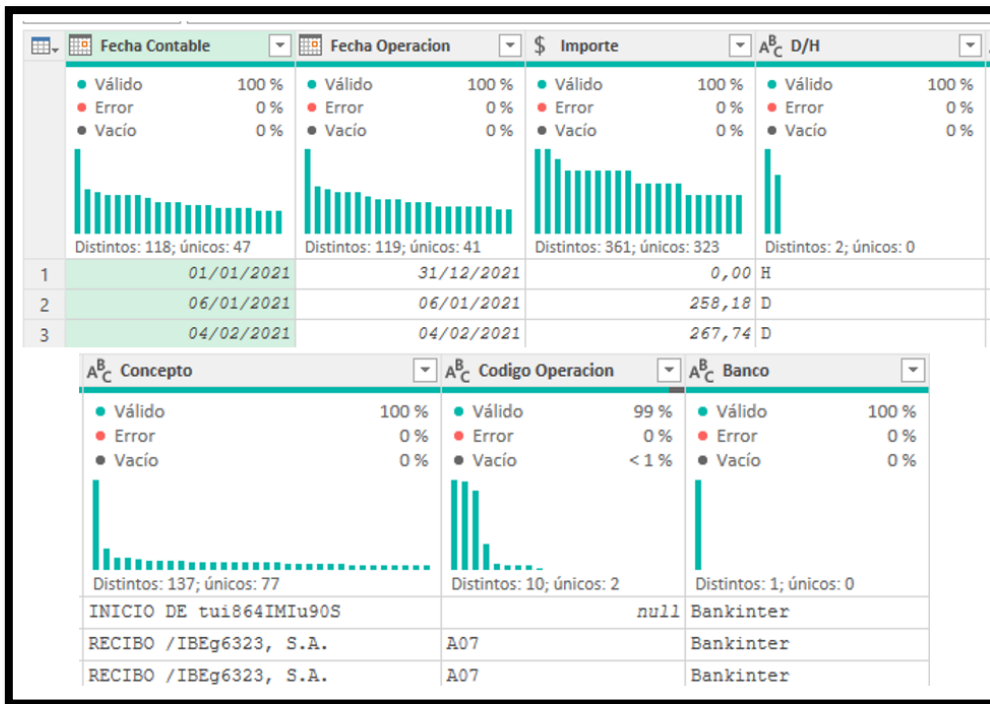 Fecha Contable Fecha Operacion $ Importe ABC D/H
Válido 100 % Válido 100 % Válido 100 % Válido 100 %
Error 0 % Error 0 % Error 0 % Error 0 %
Vacío 0 % Vacío 0 % Vacío 0 % Vacío 0 %
Distintos: 118; únicos: 47 Distintos: 119; únicos: 41 Distintos: 361; únicos: 323 Distintos: 2; únicos: 0
1 01/01/2021 31/12/2021 0,00 H
2 06/01/2021 06/01/2021 258,18 D
3 04/02/2021 04/02/2021 267,74 D
ABC Concepto ABC Codigo Operacion ABC Banco
Válido 100 % Válido 99 % Válido 100 %
Error 0 % Error 0 % Error 0 %
Vacío 0 % Vacío < 1 % Vacío 0 %
Distintos: 137; únicos: 77 Distintos: 10; únicos: 2 Distintos: 1; únicos: 0
INICIO DE tui864IMIu90S null Bankinter
RECIBO /IBEg6323, S.A. A07 Bankinter
RECIBO /IBEg6323, S.A. A07 Bankinter